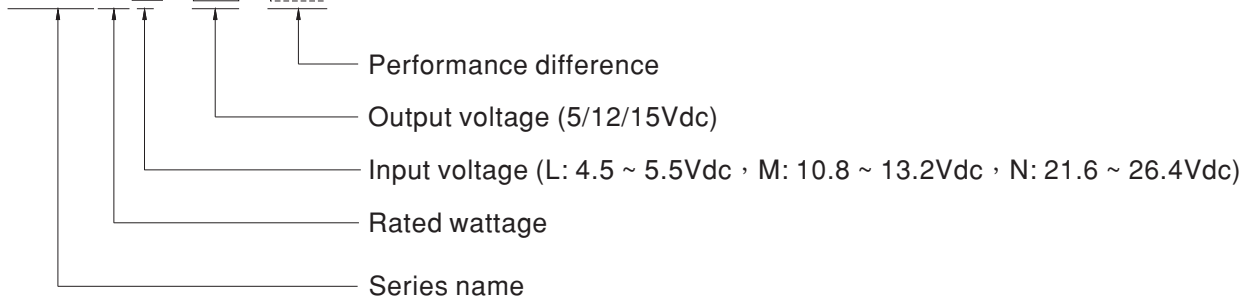 Performance difference
Output voltage (5/12/15Vdc)
Input voltage (L: 4.5 ~ 5.5Vdc，M: 10.8 ~ 13.2Vdc，N: 21.6 ~ 26.4Vdc)
Rated wattage
Series name